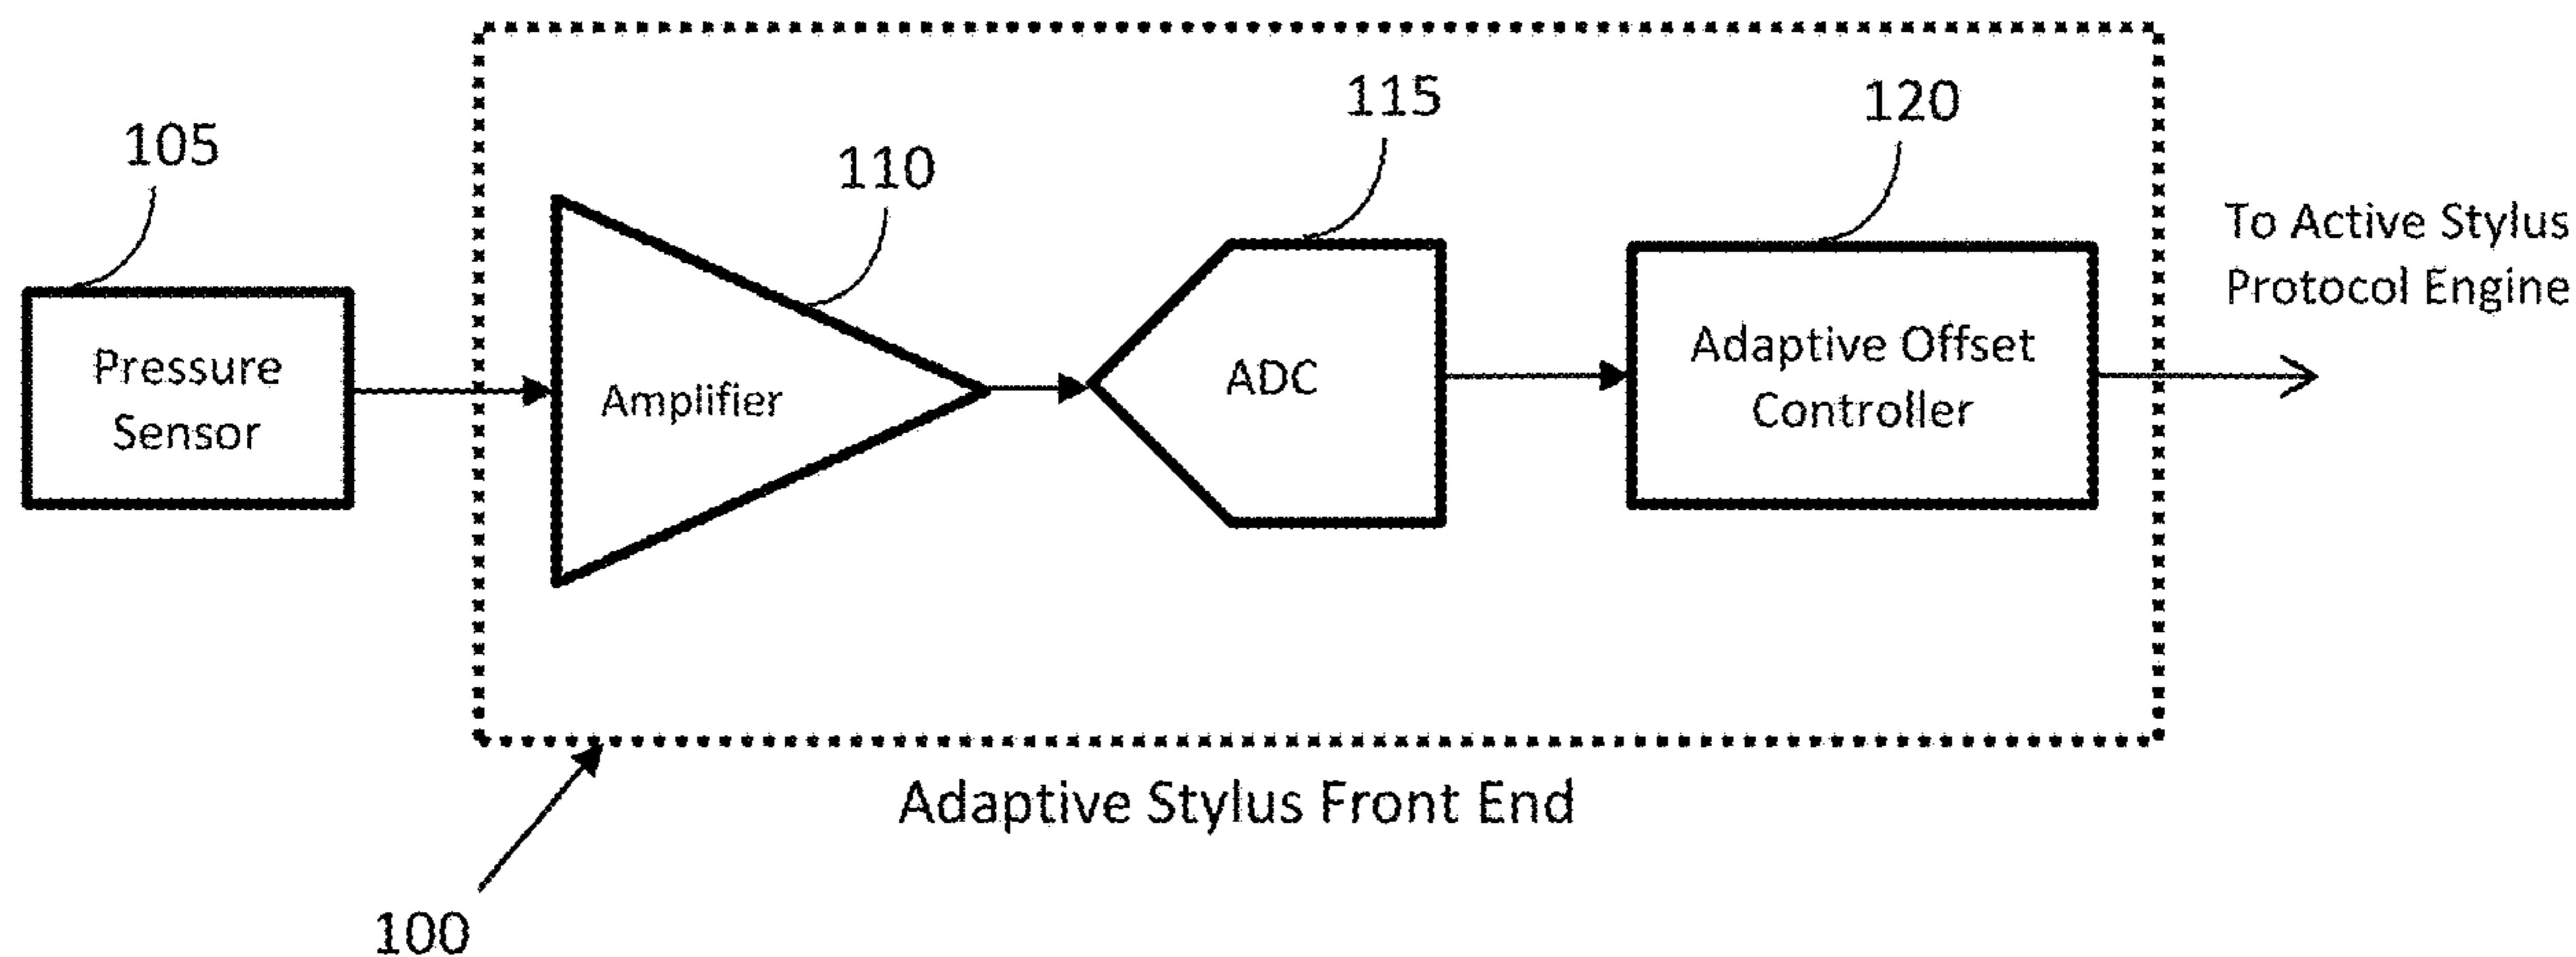 115
120
105
110
To Active Stylus
Protocol Engine
Pressure
Sensor
Amplifier
ADC
Adaptive Offset
Controller
Adaptive Stylus Front End
100